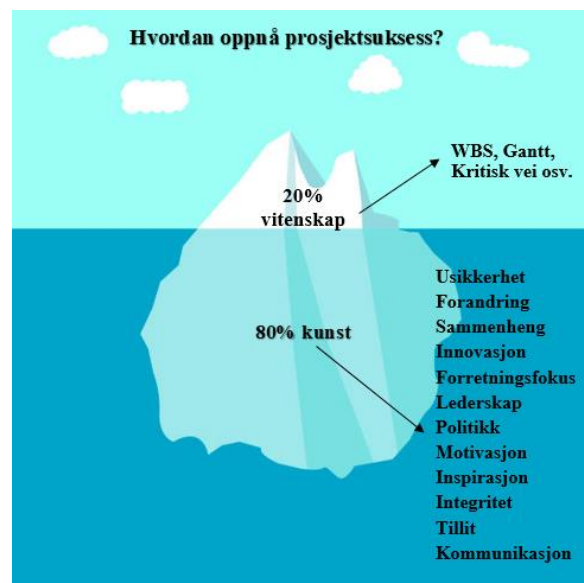 Hvordan oppnå prosjektsuksess?
WBS, Gantt,
Kritisk vei osv.
20%
vitenskap
80% kunst
Usikkerhet
Forandring
Sammenheng
Innovasjon
Forretningsfokus
Lederskap
Politikk
Motivasjon
Inspirasjon
Integritet
Tillit
Kommunikasjon